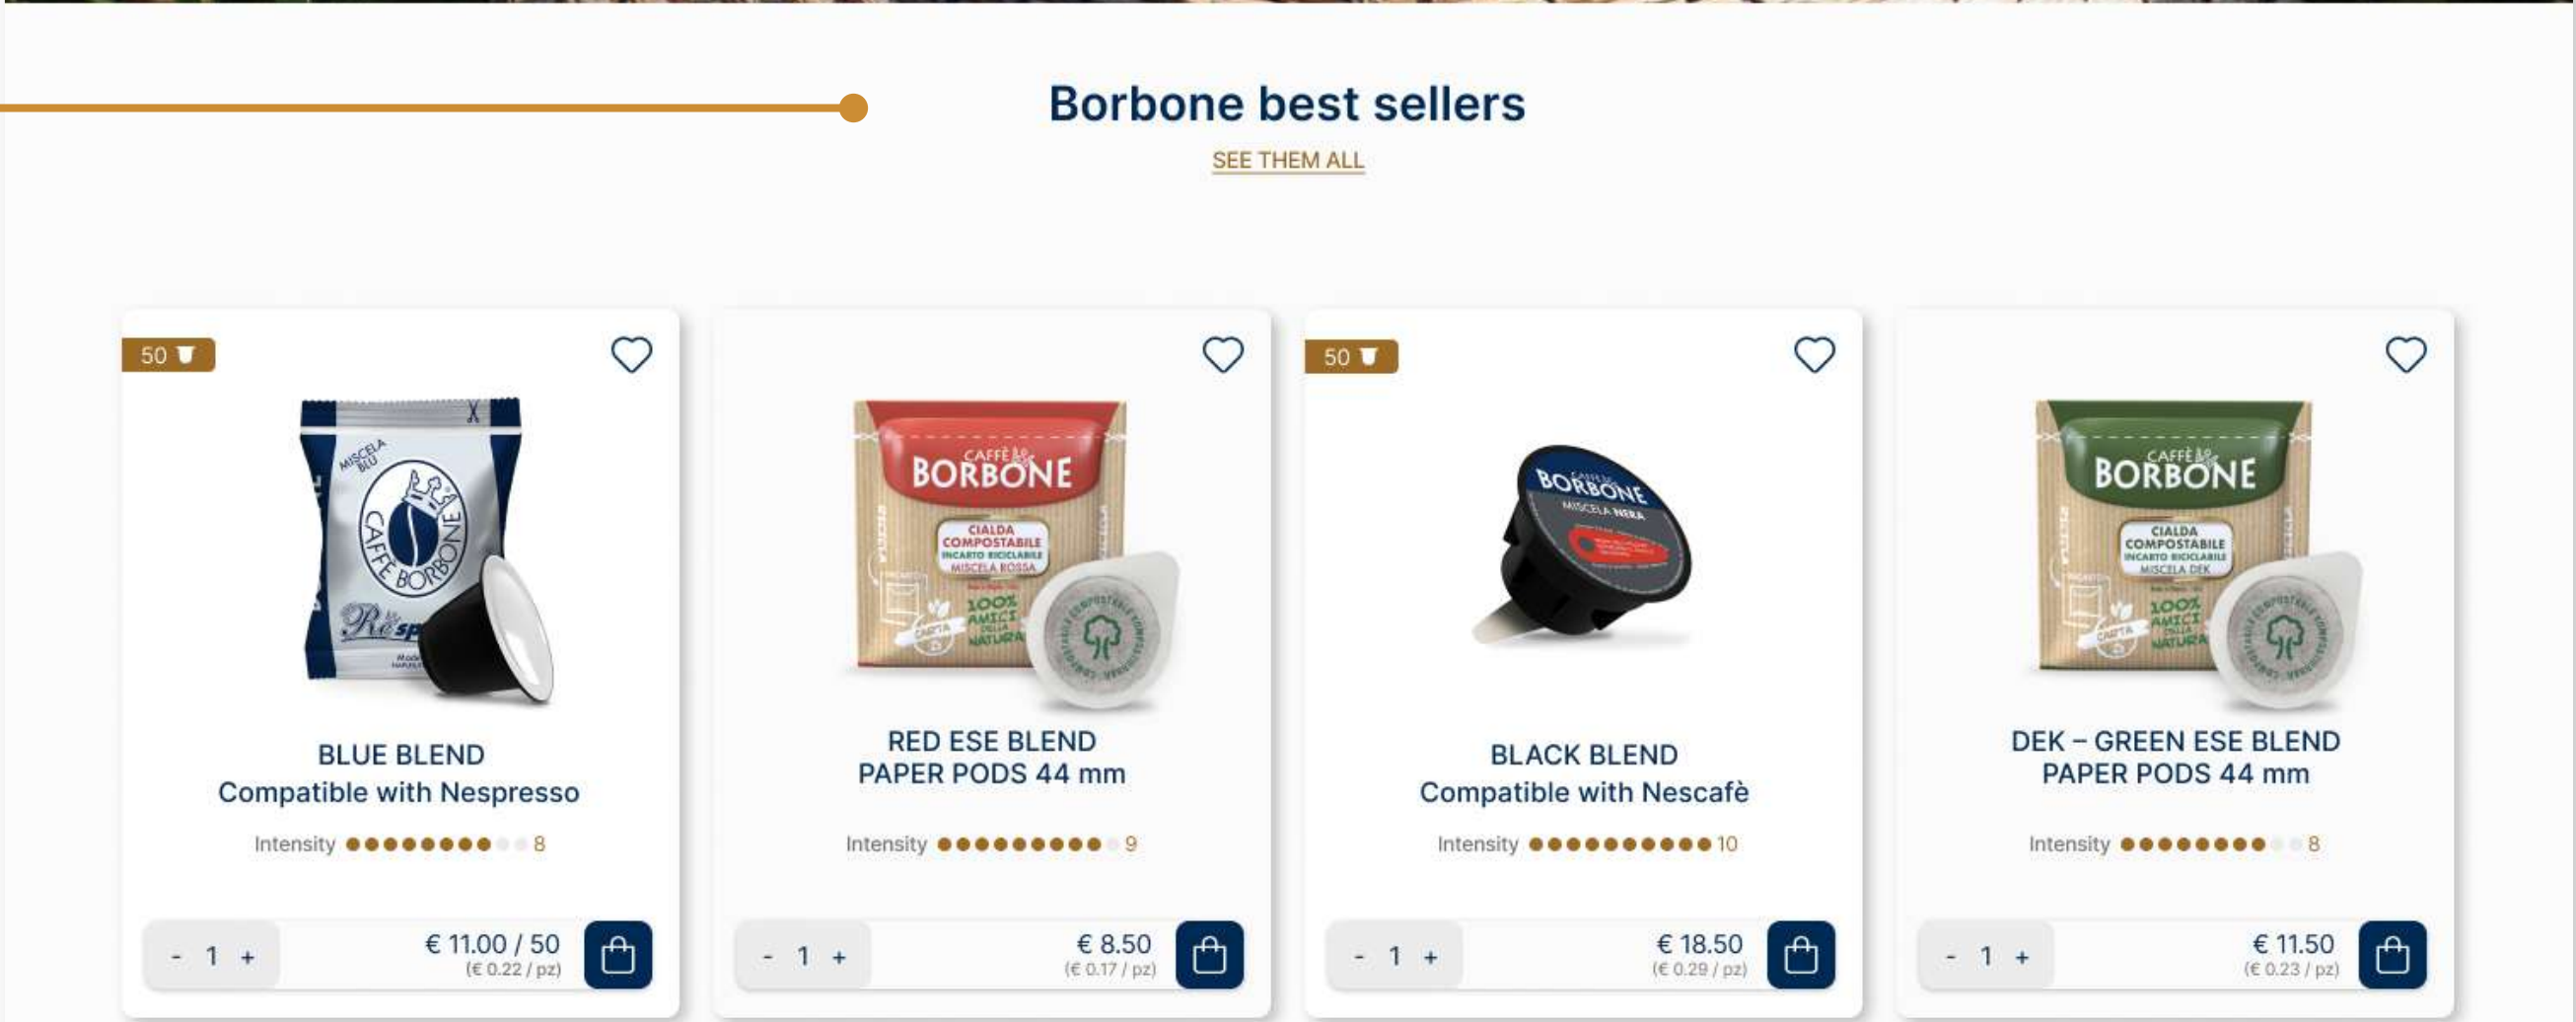 Borbone best sellers
SEE THEM ALL
50
MISCELA
BLU
CAFFÈ BORBONE
BLUE BLEND
Compatible with Nespresso
Intensity 8
- 1 +
€ 11.00 / 50
(€ 0.22 / pz)
CAFFÈ
BORBONE
CIALDA
COMPOSTABILE
INCARTO RICICLABILE
MISCELA ROSSA
100%
AMICI
DELLA
NATURA
CARTA
RED ESE BLEND
PAPER PODS 44 mm
Intensity 9
- 1 +
€ 8.50
(€ 0.17 / pz)
50
CAFFÈ
BORBONE
MISCELA NERA
BLACK BLEND
Compatible with Nescafè
Intensity 10
- 1 +
€ 18.50
(€ 0.29 / pz)
CAFFÈ
BORBONE
CIALDA
COMPOSTABILE
INCARTO RICICLABILE
MISCELA DEK
100%
AMICI
DELLA
NATURA
CARTA
DEK – GREEN ESE BLEND
PAPER PODS 44 mm
Intensity 8
- 1 +
€ 11.50
(€ 0.23 / pz)